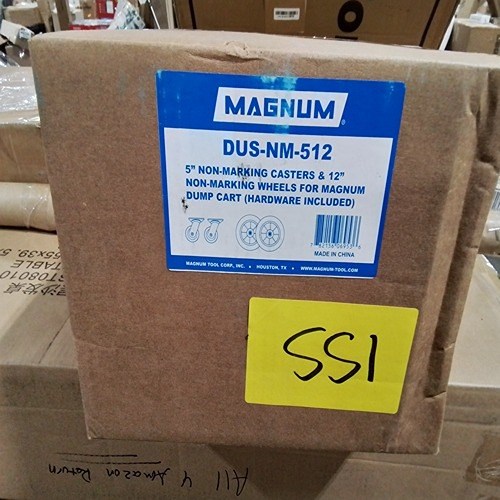 MAGNUM
DUS-NM-512
5" NON-MARKING CASTERS & 12"
NON-MARKING WHEELS FOR MAGNUM
DUMP CART (HARDWARE INCLUDED)
MADE IN CHINA
MAGNUM TOOL CORP, INC. • HOUSTON, TX • WWW.MAGNUM-TOOL.COM
SS1
TABLE
All 4 Amazon Return